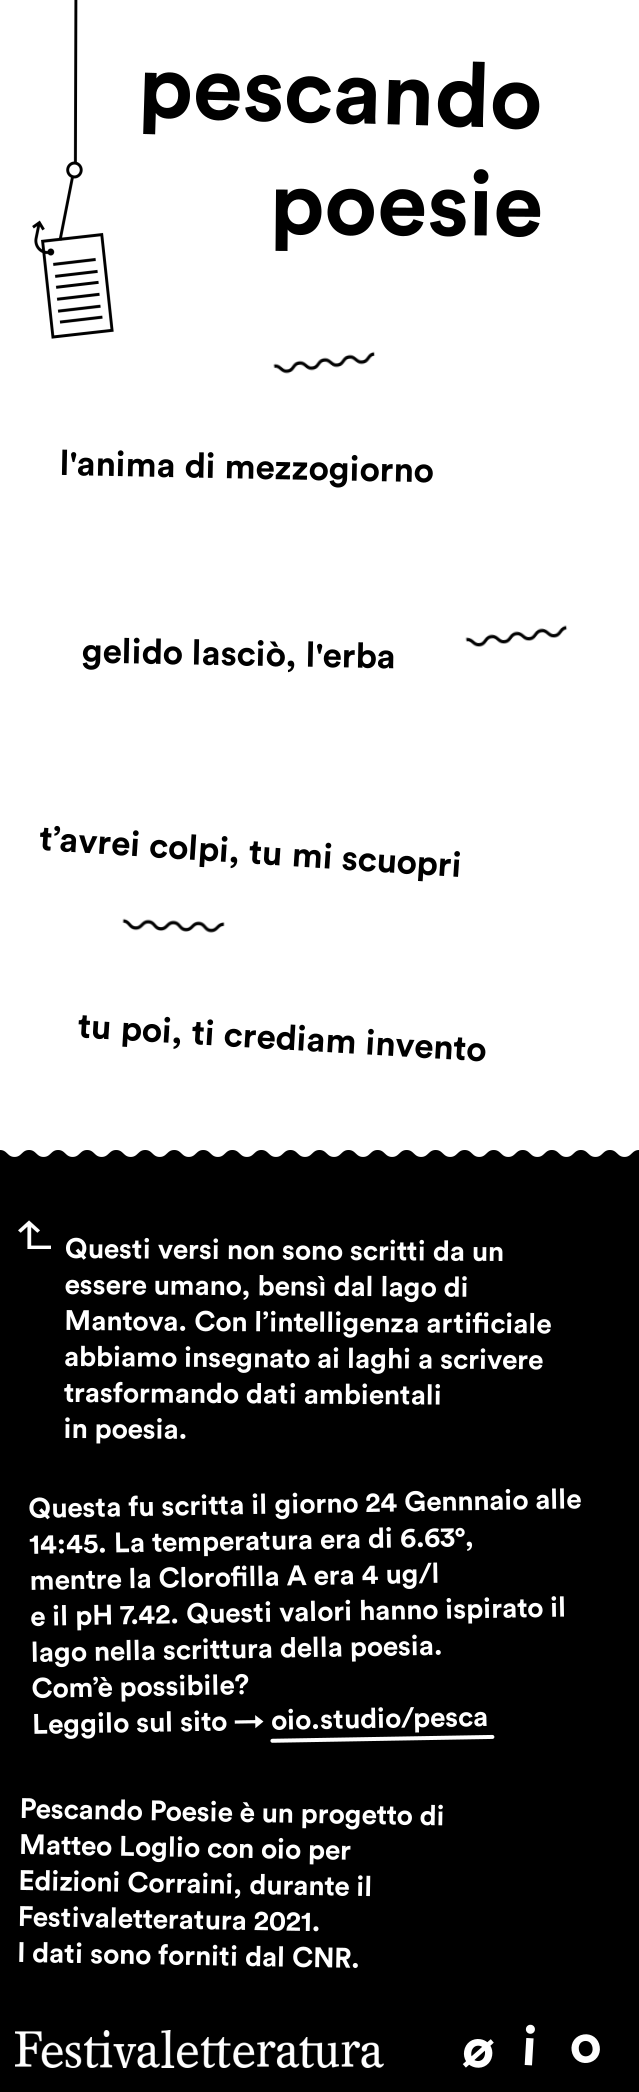 pescando
poesie
l'anima di mezzogiorno
gelido lasciò, l'erba
t’avrei colpi, tu mi scuopri
tu poi, ti crediam invento
Questi versi non sono scritti da un
essere umano, bensì dal lago di
Mantova. Con l’intelligenza artificiale
abbiamo insegnato ai laghi a scrivere
trasformando dati ambientali
in poesia.
Questa fu scritta il giorno 24 Gennnaio alle
14:45. La temperatura era di 6.63°,
mentre la Clorofilla A era 4 ug/l
e il pH 7.42. Questi valori hanno ispirato il
lago nella scrittura della poesia.
Com’è possibile?
Leggilo sul sito → oio.studio/pesca
Pescando Poesie è un progetto di
Matteo Loglio con oio per
Edizioni Corraini, durante il
Festivaletteratura 2021.
I dati sono forniti dal CNR.
Festivaletteratura ø i o